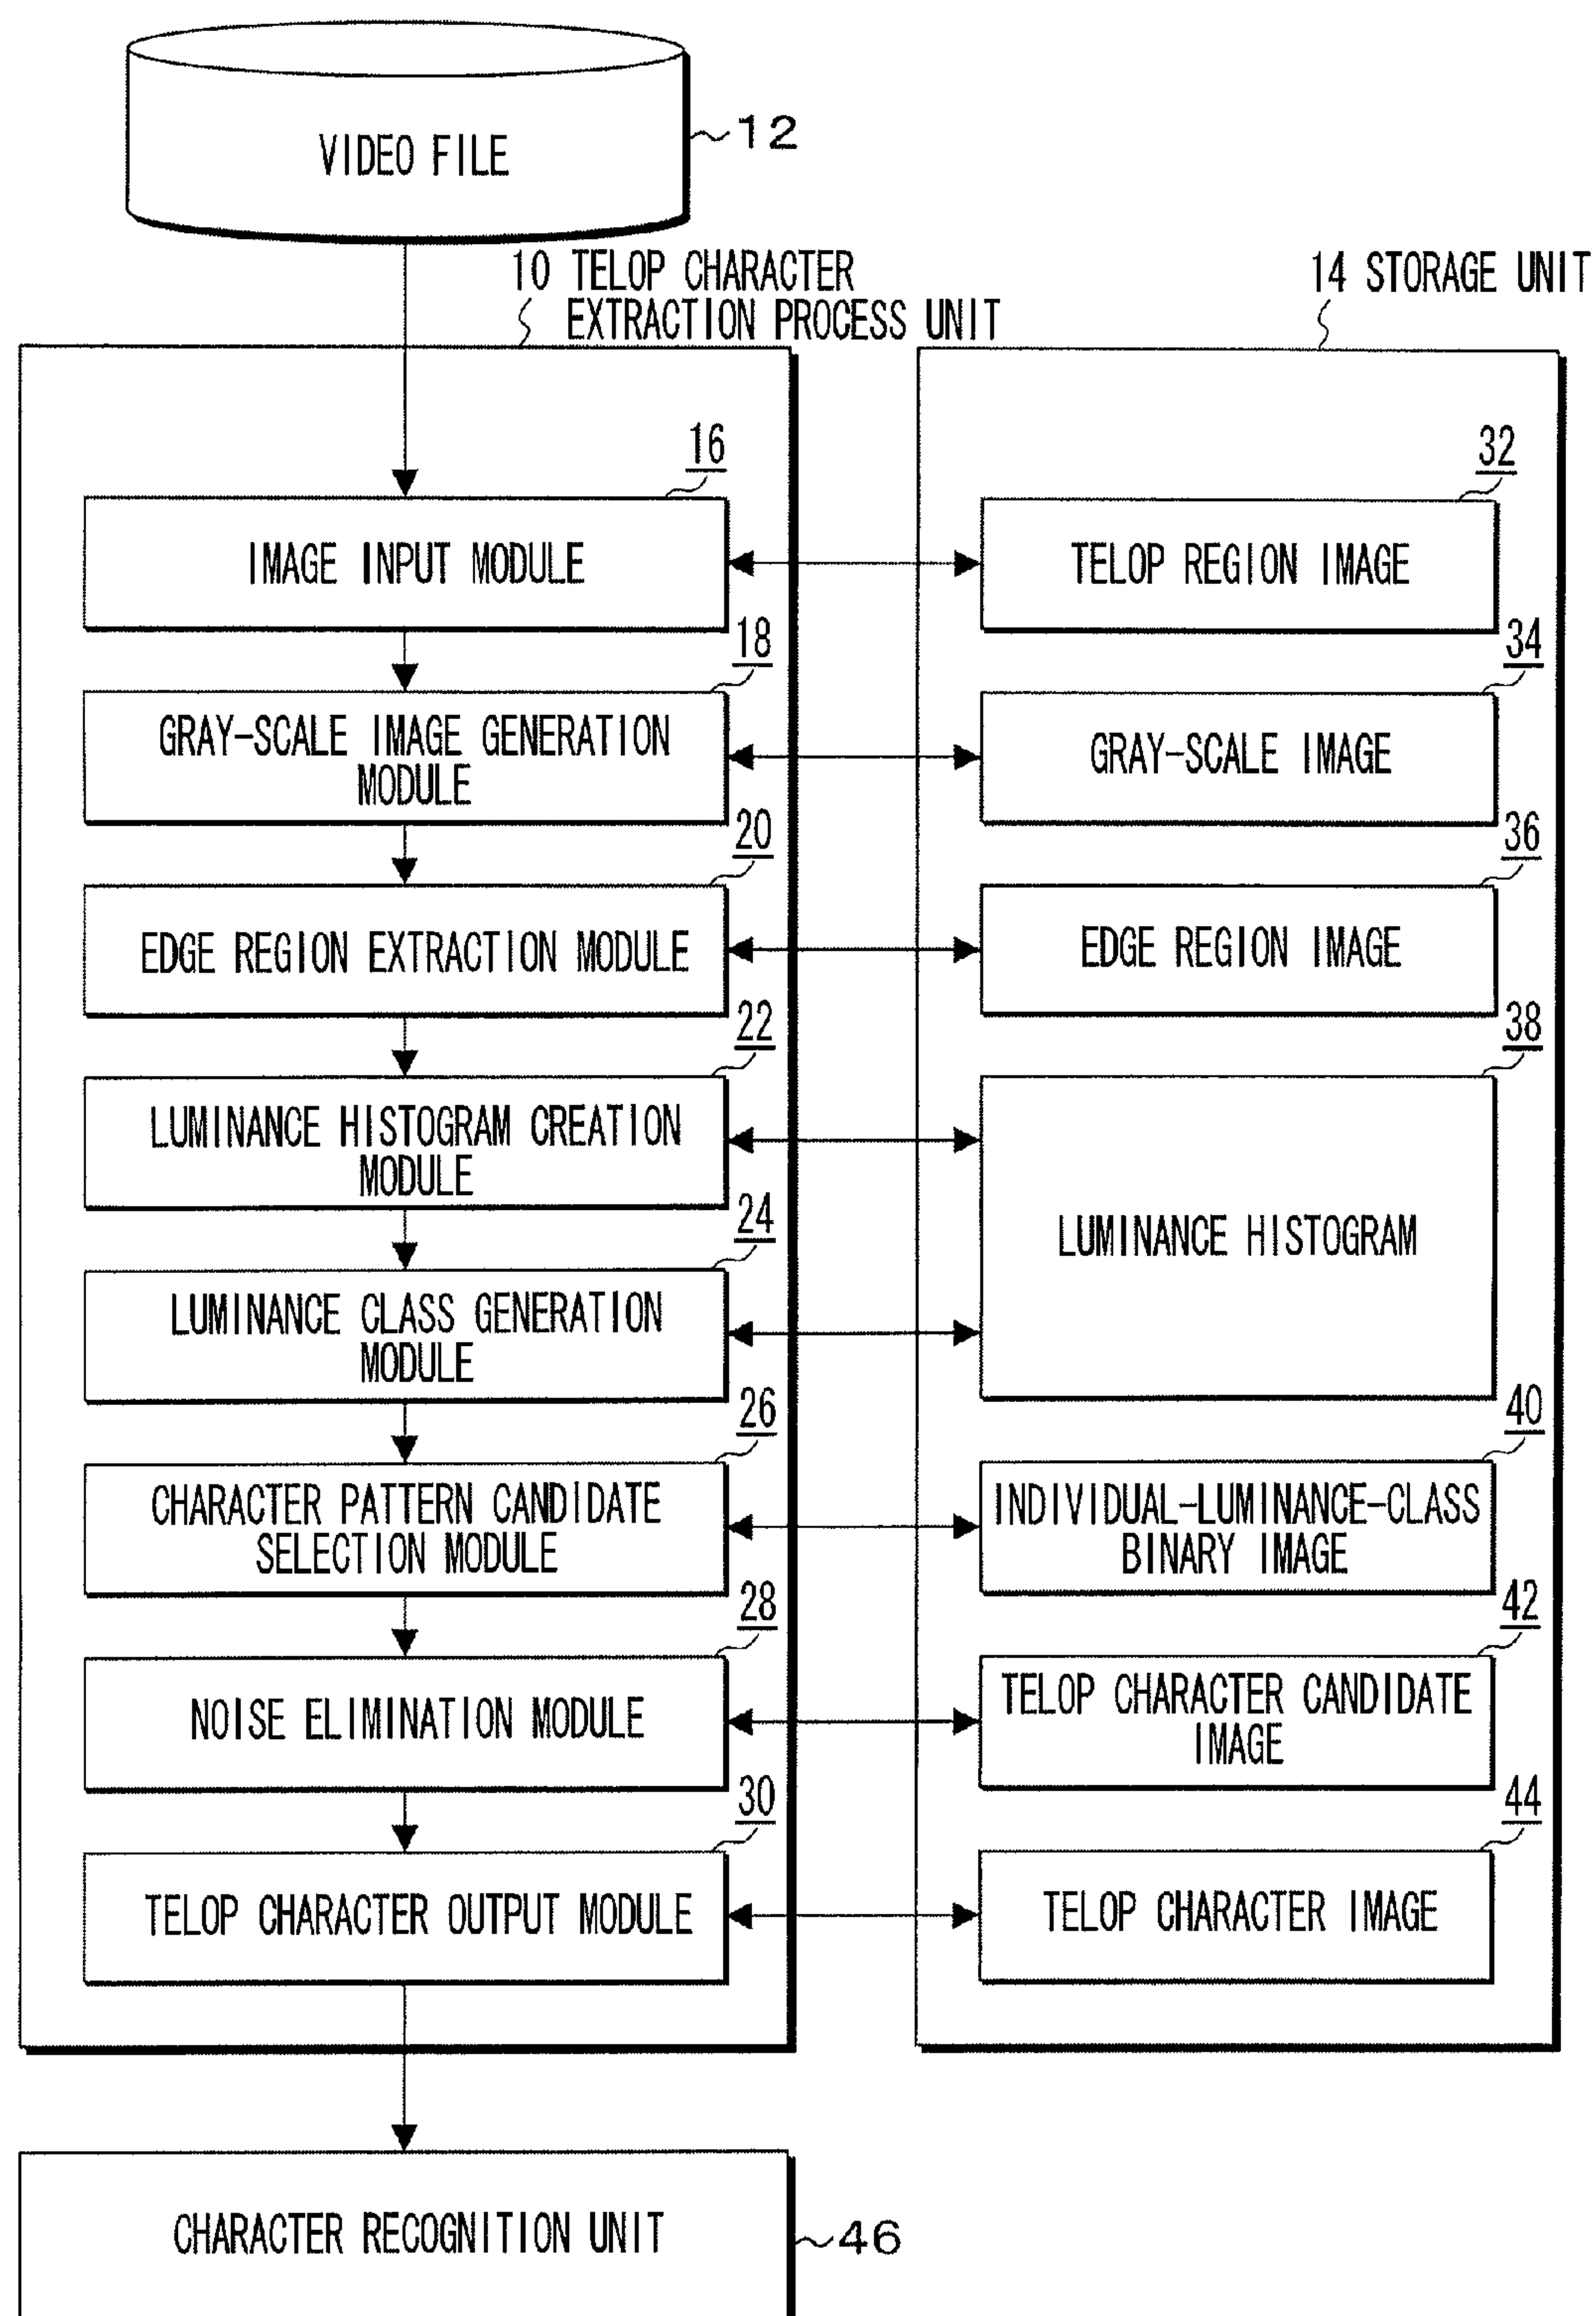 VIDEO FILE
12
10 TELOP CHARACTER
EXTRACTION PROCESS UNIT
14 STORAGE UNIT
16
IMAGE INPUT MODULE
32
TELOP REGION IMAGE
18
GRAY-SCALE IMAGE GENERATION
MODULE
34
GRAY-SCALE IMAGE
20
EDGE REGION EXTRACTION MODULE
36
EDGE REGION IMAGE
22
LUMINANCE HISTOGRAM CREATION
MODULE
38
LUMINANCE HISTOGRAM
24
LUMINANCE CLASS GENERATION
MODULE
26
CHARACTER PATTERN CANDIDATE
SELECTION MODULE
40
INDIVIDUAL-LUMINANCE-CLASS
BINARY IMAGE
28
NOISE ELIMINATION MODULE
42
TELOP CHARACTER CANDIDATE
IMAGE
30
TELOP CHARACTER OUTPUT MODULE
44
TELOP CHARACTER IMAGE
CHARACTER RECOGNITION UNIT
46